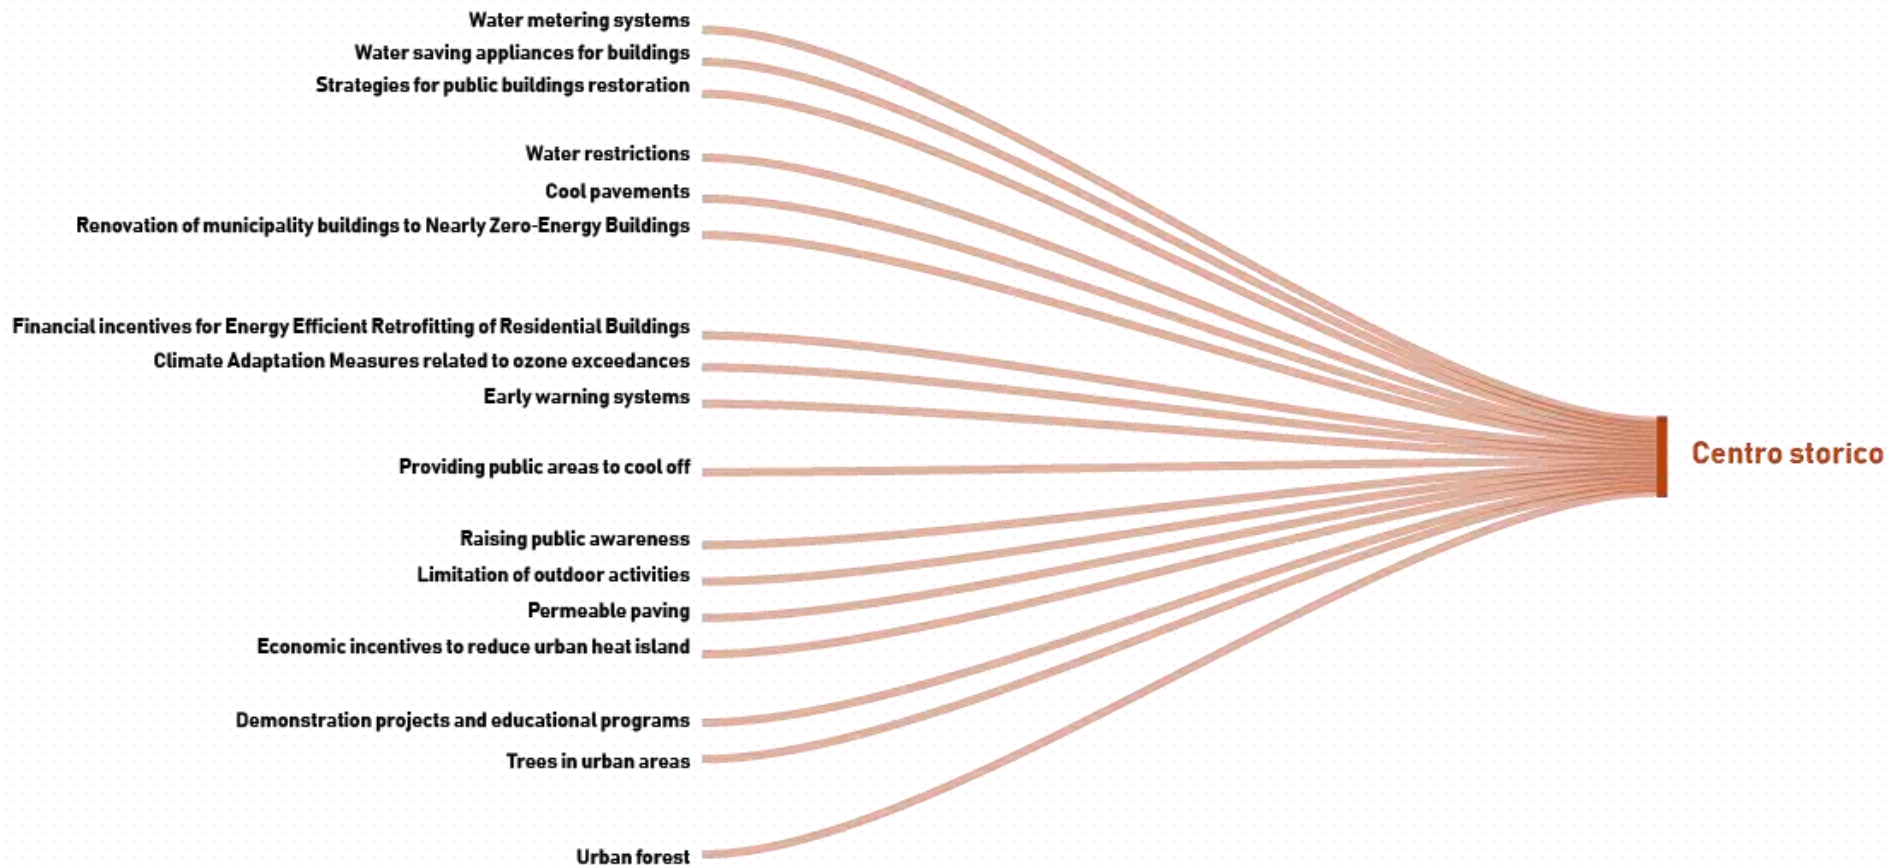 Water metering systems
Water saving appliances for buildings
Strategies for public buildings restoration
Water restrictions
Cool pavements
Renovation of municipality buildings to Nearly Zero-Energy Buildings
Financial incentives for Energy Efficient Retrofitting of Residential Buildings
Climate Adaptation Measures related to ozone exceedances
Early warning systems
Providing public areas to cool off
Raising public awareness
Limitation of outdoor activities
Permeable paving
Economic incentives to reduce urban heat island
Demonstration projects and educational programs
Trees in urban areas
Urban forest
Centro storico